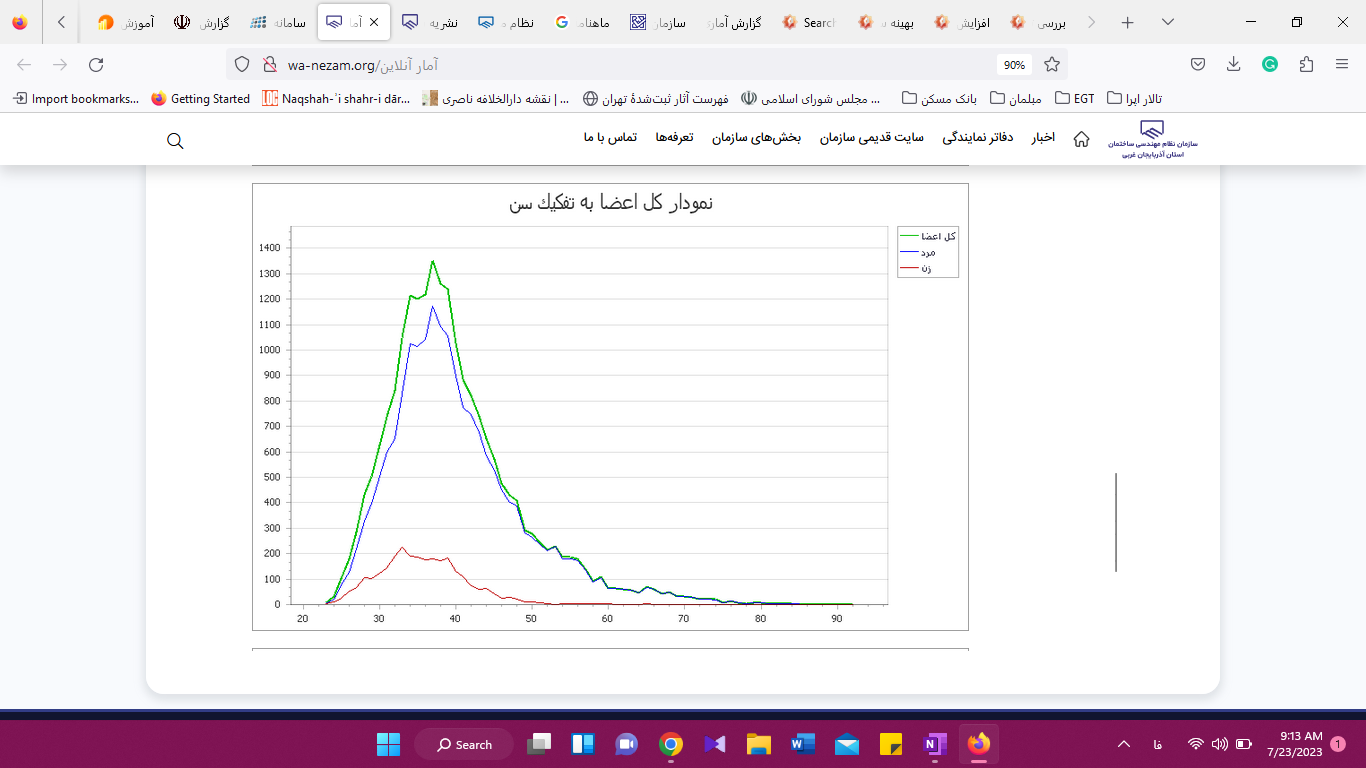 آموزش
گزارش
سامانه
آما
نشریه
نظام م
ماهنامه
سازمان
گزارش آماری
Search
بهینه س
افزایش
بررسی
wa-nezam.org/آمار آنلاین
90%
Import bookmarks...
Getting Started
Naqshah-ʼi shahr-i dār...
نقشه دارالخلافه ناصری | ...
فهرست آثار ثبت‌شدهٔ تهران
مجلس شورای اسلامی ...
بانک مسکن
مبلمان
EGT
تالار اپرا
سازمان نظام مهندسی ساختمان
استان آذربایجان غربی
اخبار
دفاتر نمایندگی
سایت قدیمی سازمان
بخش‌های سازمان
تعرفه‌ها
تماس با ما
نمودار کل اعضا به تفکیك سن
کل اعضا
مرد
زن
1400
1300
1200
1100
1000
900
800
700
600
500
400
300
200
100
0
20 30 40 50 60 70 80 90
Search
فا
9:13 AM
7/23/2023
1